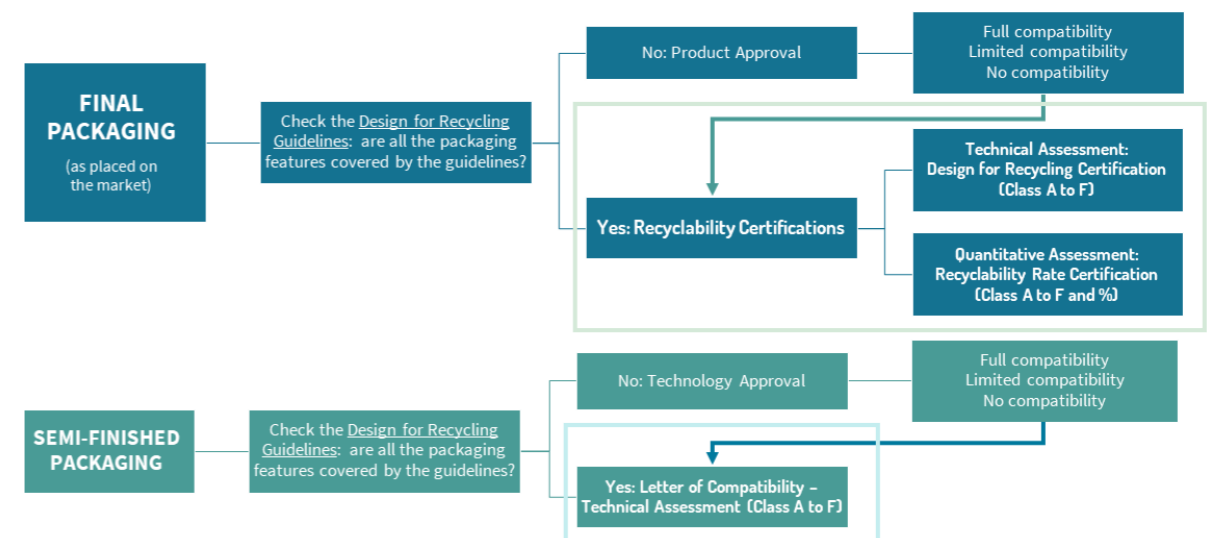 FINAL
PACKAGING
(as placed on
the market)
Check the Design for Recycling
Guidelines:  are all the packaging
features covered by the guidelines?
No: Product Approval
Full compatibility
Limited compatibility
No compatibility
Yes: Recyclability Certifications
Technical Assessment:
Design for Recycling Certification
(Class A to F)
Quantitative Assessment:
Recyclability Rate Certification
(Class A to F and %)
SEMI-FINISHED
PACKAGING
Check the Design for Recycling
Guidelines:  are all the packaging
features covered by the guidelines?
No: Technology Approval
Full compatibility
Limited compatibility
No compatibility
Yes: Letter of Compatibility –
Technical Assessment (Class A to F)